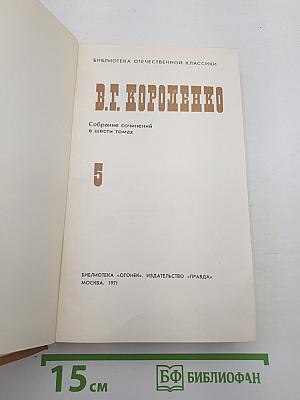 БИБЛИОТЕКА ОТЕЧЕСТВЕННОЙ КЛАССИКИ
В.Г. КОРОЛЕНКО
Собрание сочинений
в шести томах
5
БИБЛИОТЕКА «ОГОНЕК». ИЗДАТЕЛЬСТВО «ПРАВДА»
МОСКВА. 1971
15 см
БФ БИБЛИОФАН